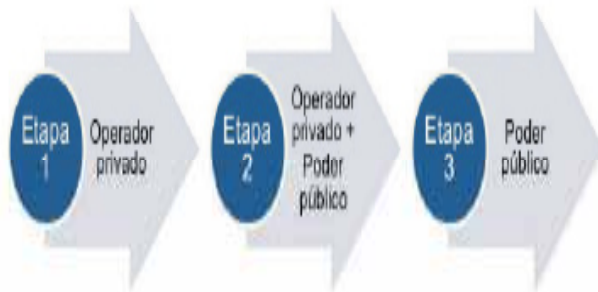 Etapa
1
Operador
privado
Etapa
2
Operador
privado +
Poder
público
Etapa
3
Poder
público